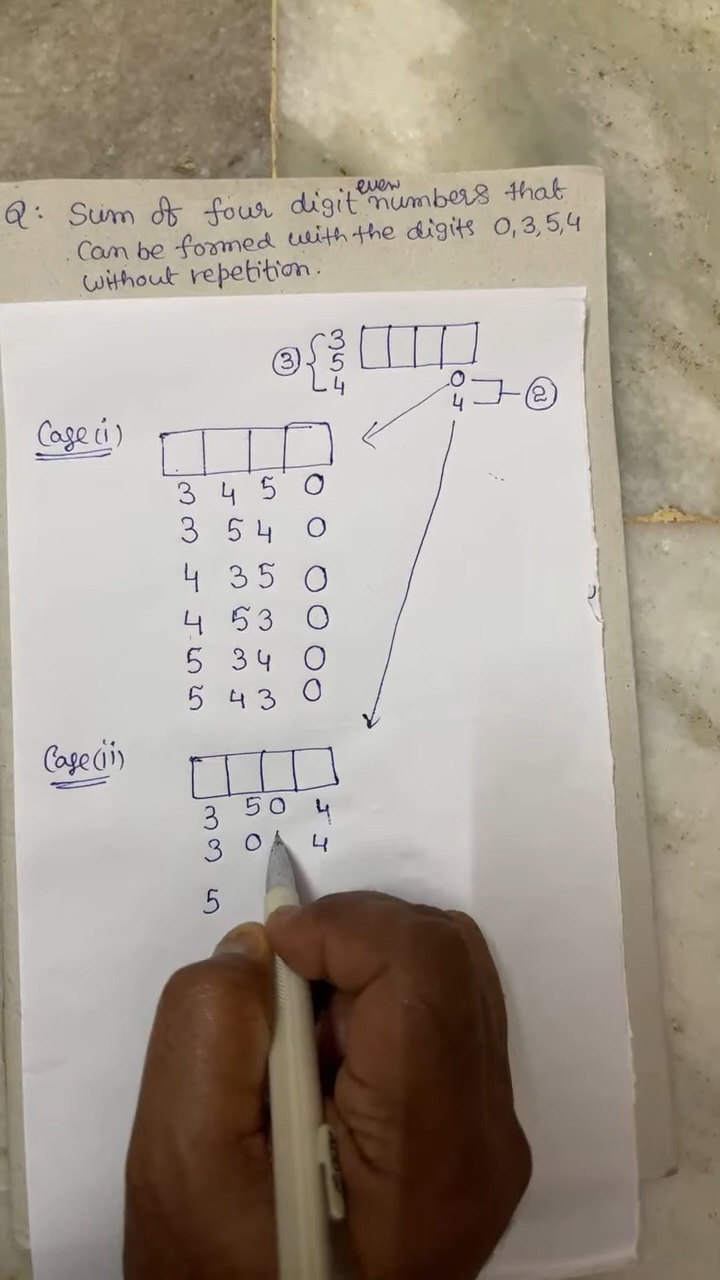 Q: Sum of four digit even numbers that
can be formed with the digits 0,3,5,4
without repetition.
3
③ { 5
4
0
4 ②
Case(i)
3 4 5 0
3 5 4 0
4 3 5 0
4 5 3 0
5 3 4 0
5 4 3 0
Case(ii)
3 5 0 4
3 0 4
5